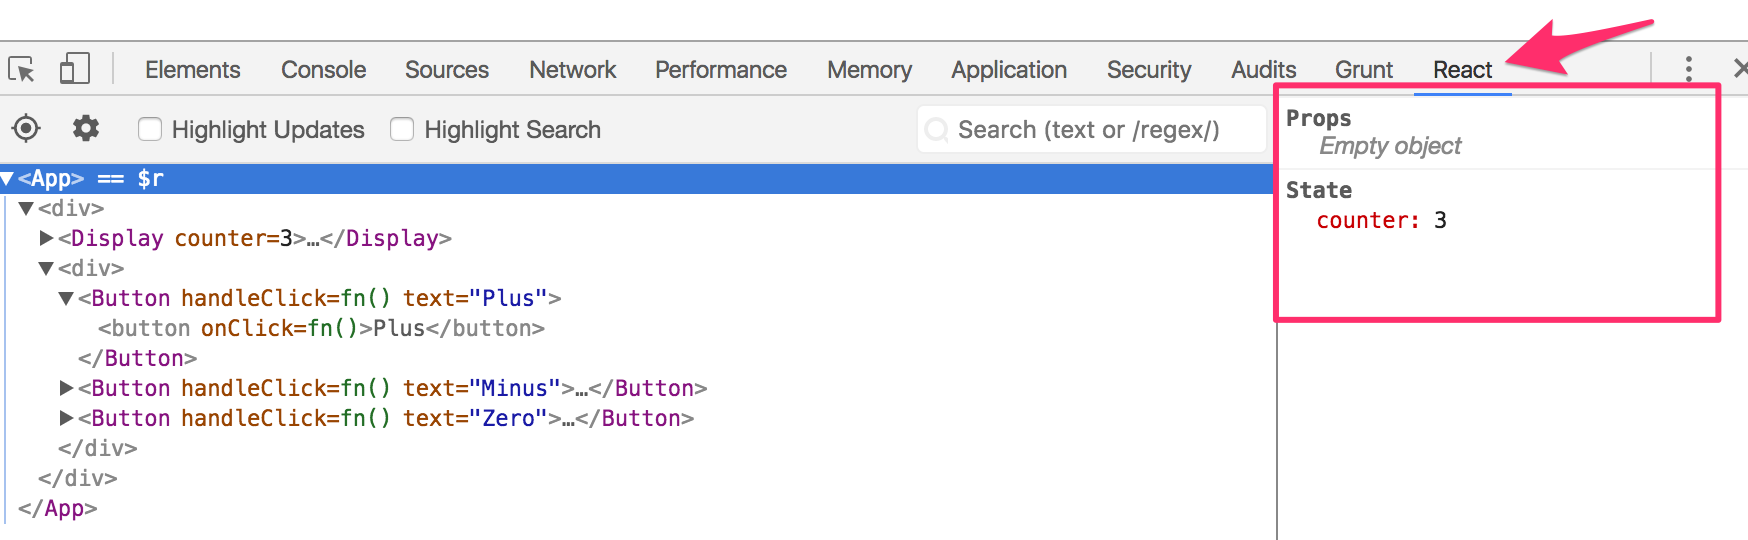 Elements Console Sources Network Performance Memory Application Security Audits Grunt React
Highlight Updates Highlight Search Search (text or /regex/)
<App> == $r
<div>
<Display counter=3>…</Display>
<div>
<Button handleClick=fn() text="Plus">
<button onClick=fn()>Plus</button>
</Button>
<Button handleClick=fn() text="Minus">…</Button>
<Button handleClick=fn() text="Zero">…</Button>
</div>
</div>
</App>
Props
Empty object
State
counter: 3